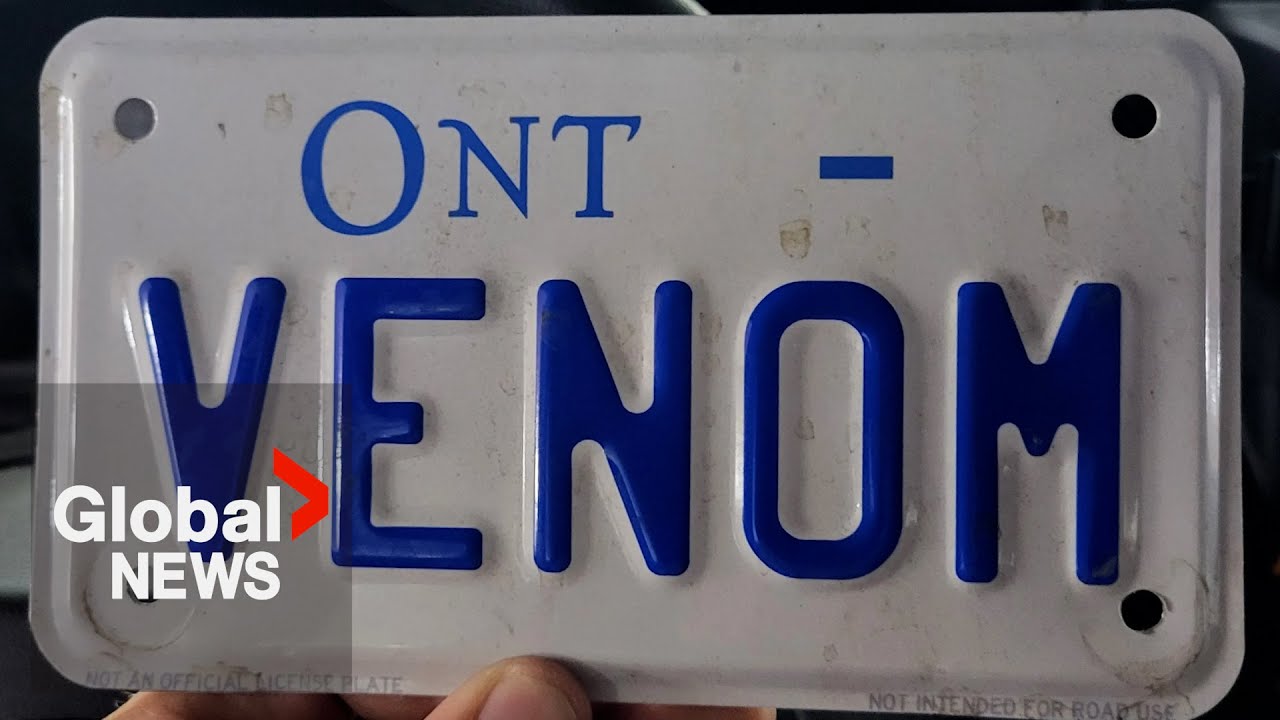 ONT -
VENOM
Global
NEWS
NOT AN OFFICIAL LICENSE PLATE
NOT INTENDED FOR ROAD USE